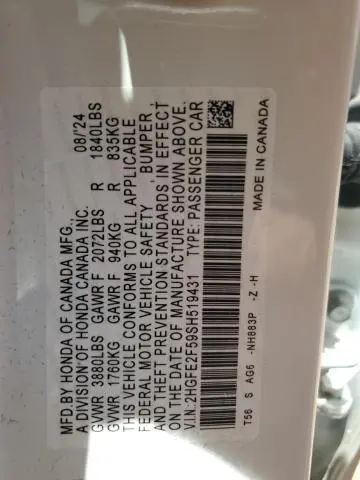 MFD.BY HONDA OF CANADA MFG., 08/'24
A DIVISION OF HONDA CANADA INC.
GVWR 3880LBS GAWR F 2072LBS R 1840LBS
GVWR 1760KG GAWR F 940KG R 835KG
THIS VEHICLE CONFORMS TO ALL APPLICABLE
FEDERAL MOTOR VEHICLE SAFETY, BUMPER,
AND THEFT PREVENTION STANDARDS IN EFFECT
ON THE DATE OF MANUFACTURE SHOWN ABOVE.
V.I.N:2HGFE2F59SH519431 TYPE:PASSENGER CAR
T56 S AG6 -NH883P -Z -H MADE IN CANADA